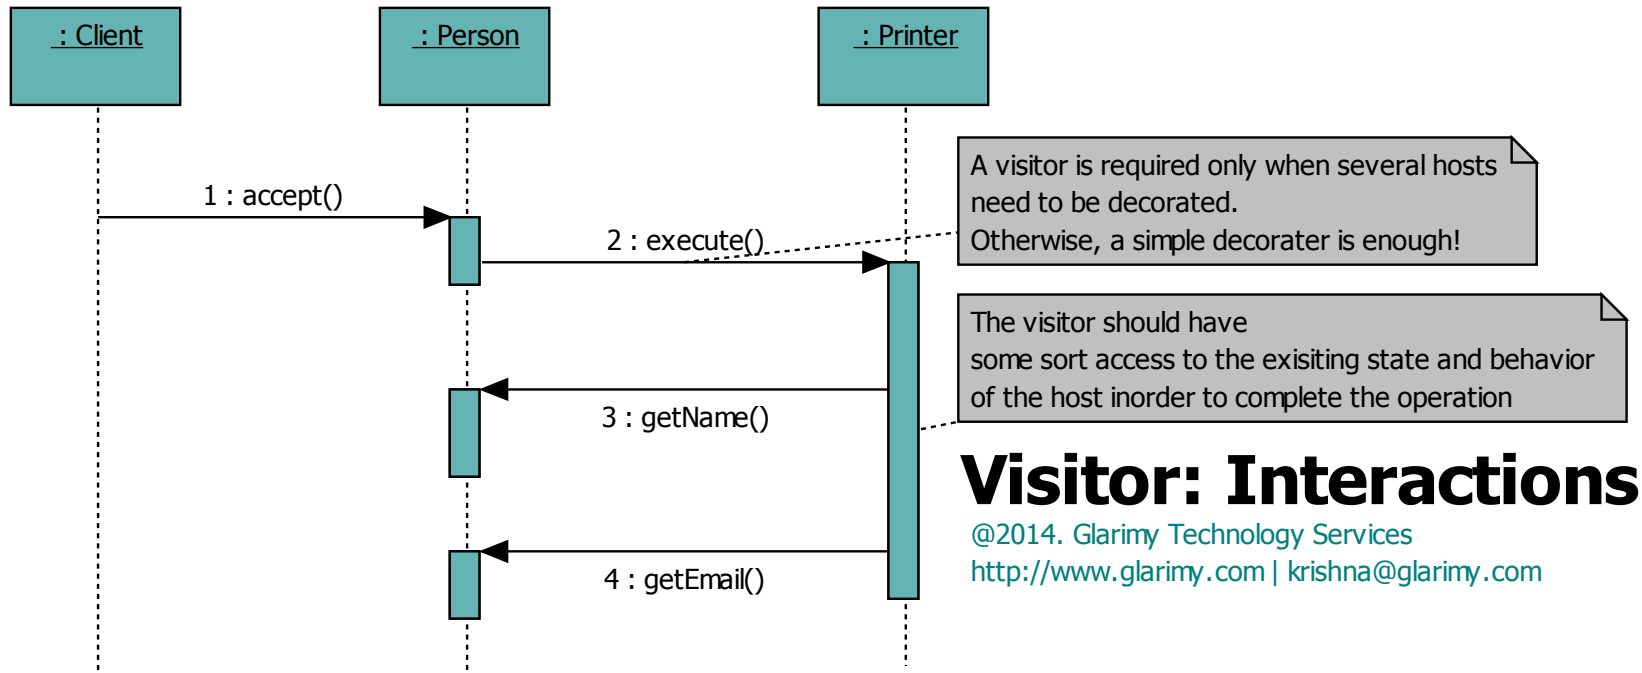 : Client
: Person
: Printer
A visitor is required only when several hosts
need to be decorated.
Otherwise, a simple decorater is enough!
1 : accept()
2 : execute()
The visitor should have
some sort access to the exisiting state and behavior
of the host inorder to complete the operation
3 : getName()
Visitor: Interactions
@2014. Glarimy Technology Services
http://www.glarimy.com | krishna@glarimy.com
4 : getEmail()